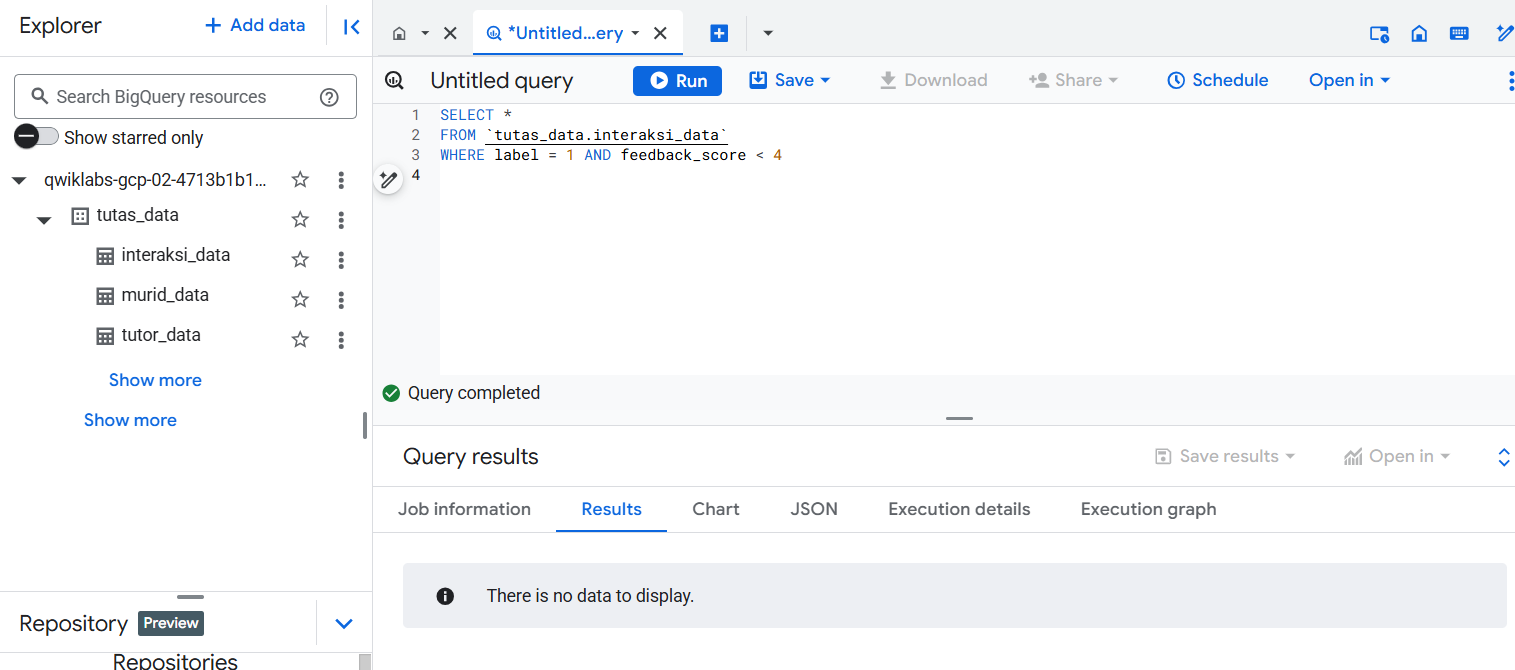 Explorer
+ Add data
Search BigQuery resources
Show starred only
qwiklabs-gcp-02-4713b1b1...
tutas_data
interaksi_data
murid_data
tutor_data
Show more
Show more
Repository Preview
Repositories
*Untitled...ery
Untitled query
Run
Save
Download
Share
Schedule
Open in
1 SELECT *
2 FROM `tutas_data.interaksi_data`
3 WHERE label = 1 AND feedback_score < 4
4
Query completed
Query results
Save results
Open in
Job information
Results
Chart
JSON
Execution details
Execution graph
There is no data to display.